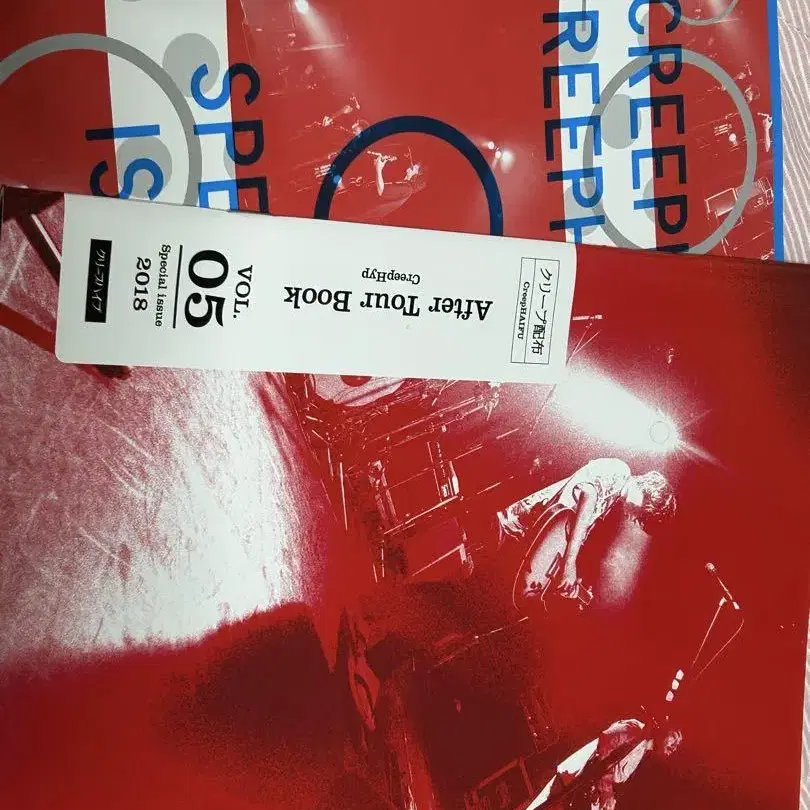 SPE
IS
CREEPH
REEPH
クリープ配布
CreepHAIFU
After Tour Book
CreepHyp
VOL.
05
Special issue
2018
クリープハイプ